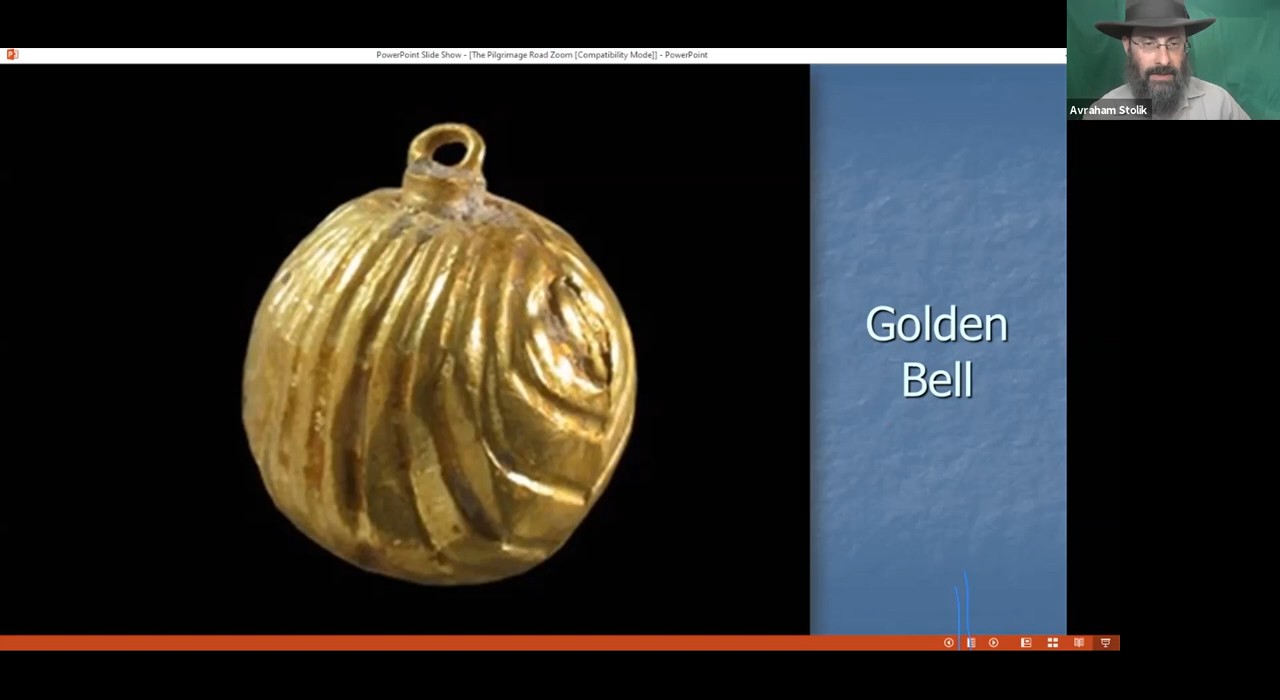 PowerPoint Slide Show - [The Pilgrimage Road Zoom [Compatibility Mode]] - PowerPoint
Avraham Stolik
Golden
Bell